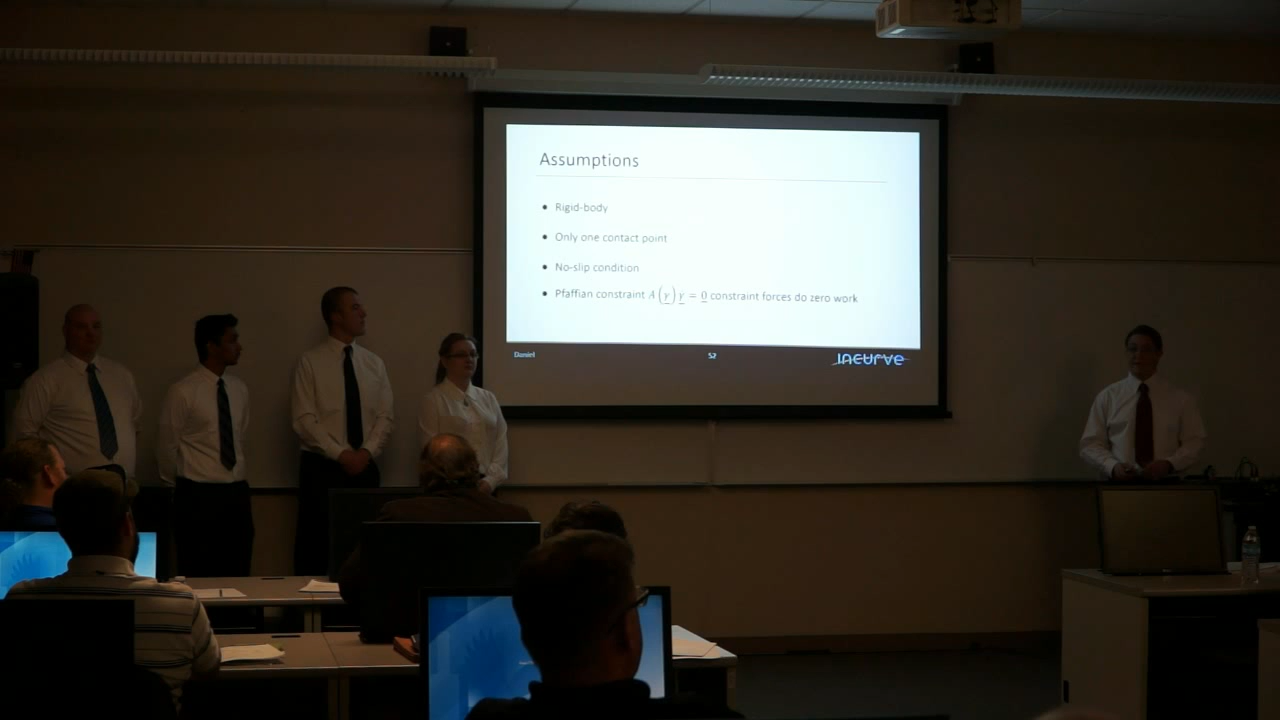 Assumptions
• Rigid-body
• Only one contact point
• No-slip condition
• Pfaffian constraint A(γ) γ = 0 constraint forces do zero work
Daniel 52 INCURVE